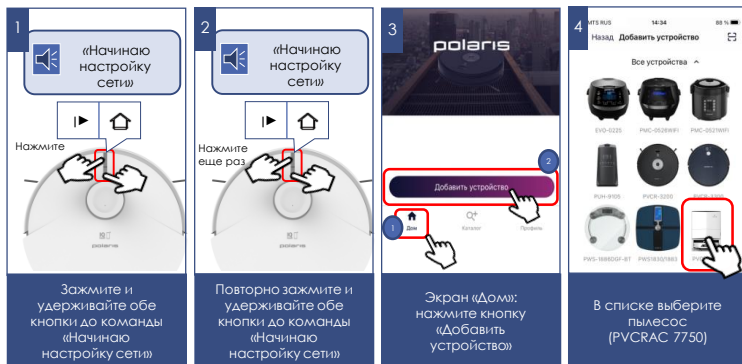 1
«Начинаю
настройку
сети»
Нажмите
polaris
Зажмите и
удерживайте обе
кнопки до команды
«Начинаю
настройку сети»
2
«Начинаю
настройку
сети»
Нажмите
еще раз
polaris
Повторно зажмите и
удерживайте обе
кнопки до команды
«Начинаю
настройку сети»
3
polaris
2
Добавить устройство
1
Дом
Каталог
Профиль
Экран «Дом»:
нажмите кнопку
«Добавить
устройство»
4
MTS RUS 14:34 88 %
Назад Добавить устройство
Все устройства
EVO-0225 PMC-0526WIFI PMC-0521WIFI
PUH-9105 PVCR-3200
PWS-1888DGF-BT PWS1830/1883
В списке выберите
пылесос
(PVCRAC 7750)